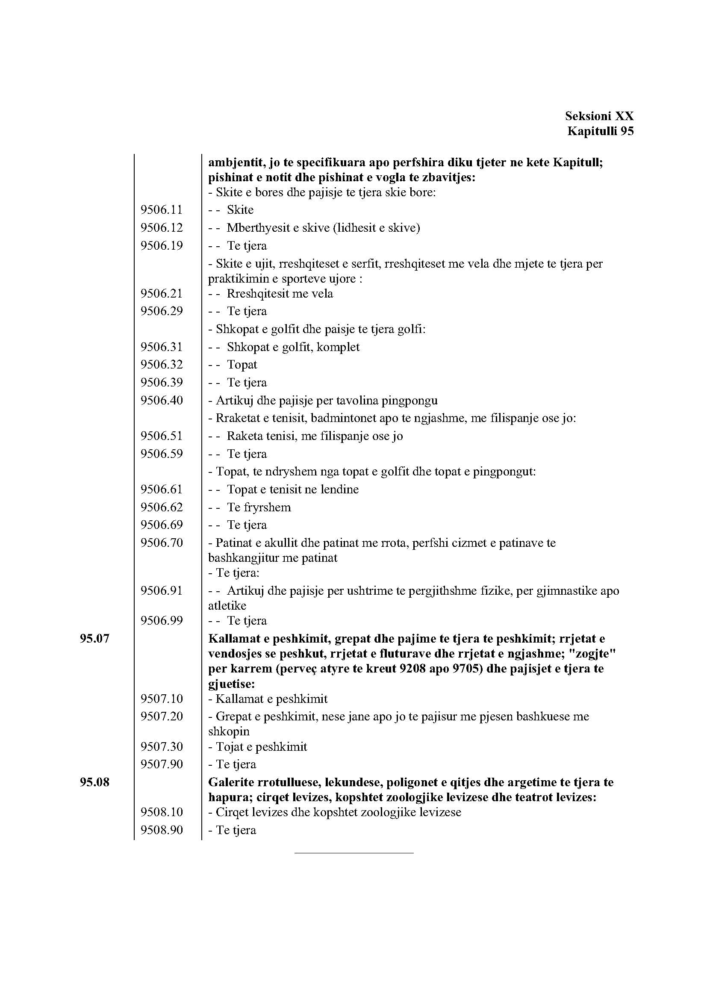 Seksioni XX
Kapitulli 95
ambjentit, jo te specifikuara apo perfshira diku tjeter ne kete Kapitull;
pishinat e notit dhe pishinat e vogla te zbavitjes:
- Skite e bores dhe pajisje te tjera skie bore:
9506.11 - - Skite
9506.12 - - Mberthyesit e skive (lidhesit e skive)
9506.19 - - Te tjera
- Skite e ujit, rreshqiteset e serfit, rreshqiteset me vela dhe mjete te tjera per
praktikimin e sporteve ujore :
9506.21 - - Rreshqitesit me vela
9506.29 - - Te tjera
- Shkopat e golfit dhe paisje te tjera golfi:
9506.31 - - Shkopat e golfit, komplet
9506.32 - - Topat
9506.39 - - Te tjera
9506.40 - Artikuj dhe pajisje per tavolina pingpongu
- Rraketat e tenisit, badmintonet apo te ngjashme, me filispanje ose jo:
9506.51 - - Raketa tenisi, me filispanje ose jo
9506.59 - - Te tjera
- Topat, te ndryshem nga topat e golfit dhe topat e pingpongut:
9506.61 - - Topat e tenisit ne lendine
9506.62 - - Te fryrshem
9506.69 - - Te tjera
9506.70 - Patinat e akullit dhe patinat me rrota, perfshi cizmet e patinave te
bashkangjitur me patinat
- Te tjera:
9506.91 - - Artikuj dhe pajisje per ushtrime te pergjithshme fizike, per gjimnastike apo
atletike
9506.99 - - Te tjera
95.07 Kallamat e peshkimit, grepat dhe pajime te tjera te peshkimit; rrjetat e
vendosjes se peshkut, rrjetat e fluturave dhe rrjetat e ngjashme; "zogjte"
per karrem (perveç atyre te kreut 9208 apo 9705) dhe pajisjet e tjera te
gjuetise:
9507.10 - Kallamat e peshkimit
9507.20 - Grepat e peshkimit, nese jane apo jo te pajisur me pjesen bashkuese me
shkopin
9507.30 - Tojat e peshkimit
9507.90 - Te tjera
95.08 Galerite rrotulluese, lekundese, poligonet e qitjes dhe argetime te tjera te
hapura; cirqet levizes, kopshtet zoologjike levizese dhe teatrot levizes:
9508.10 - Cirqet levizes dhe kopshtet zoologjike levizese
9508.90 - Te tjera